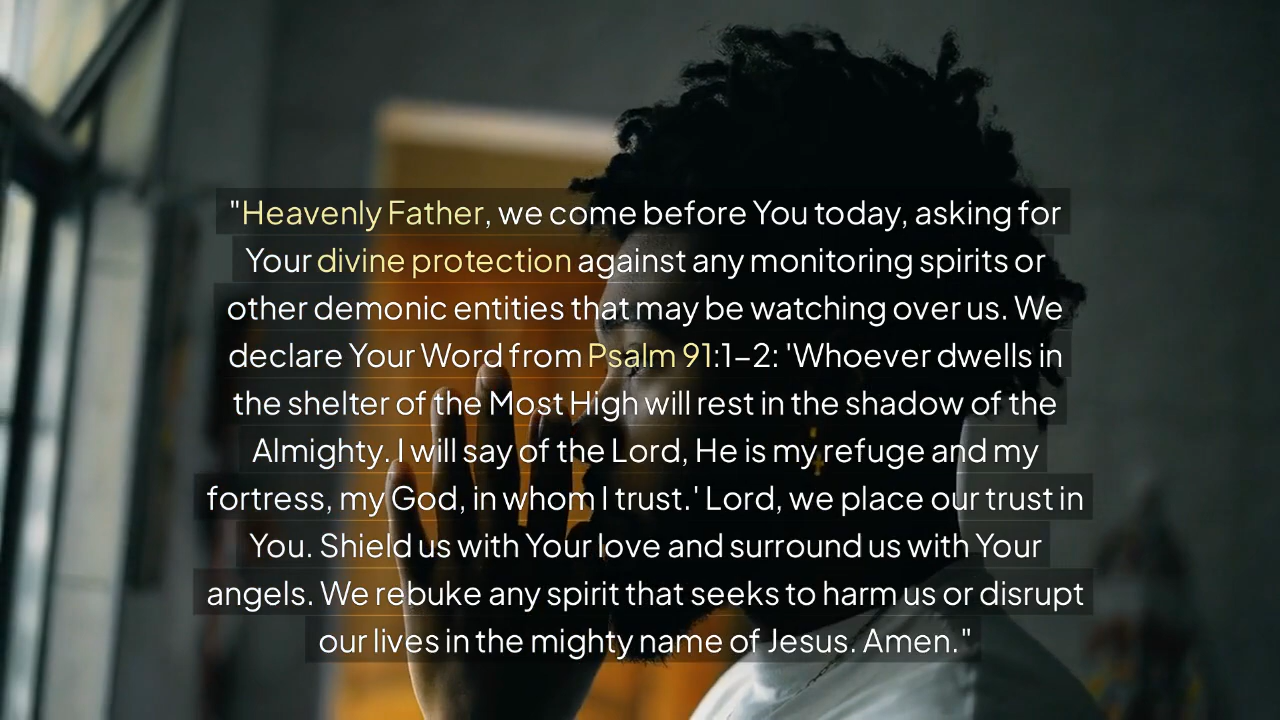 "Heavenly Father, we come before You today, asking for
Your divine protection against any monitoring spirits or
other demonic entities that may be watching over us. We
declare Your Word from Psalm 91:1–2: 'Whoever dwells in
the shelter of the Most High will rest in the shadow of the
Almighty. I will say of the Lord, He is my refuge and my
fortress, my God, in whom I trust.' Lord, we place our trust in
You. Shield us with Your love and surround us with Your
angels. We rebuke any spirit that seeks to harm us or disrupt
our lives in the mighty name of Jesus. Amen."